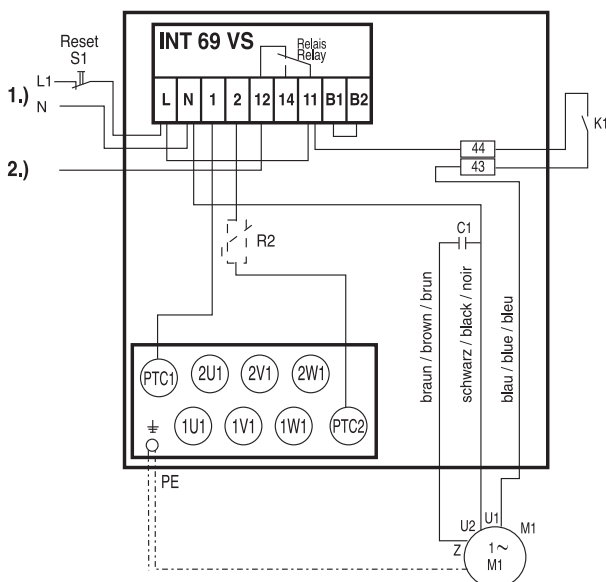 Reset
S1
INT 69 VS
Relais
Relay
1.) L1
N
L N 1 2 12 14 11 B1 B2
44
43
K1
2.)
R2
C1
braun / brown / brun
schwarz / black / noir
blau / blue / bleu
PTC1 2U1 2V1 2W1
1U1 1V1 1W1 PTC2
PE
U2 U1 M1
Z
1~
M1